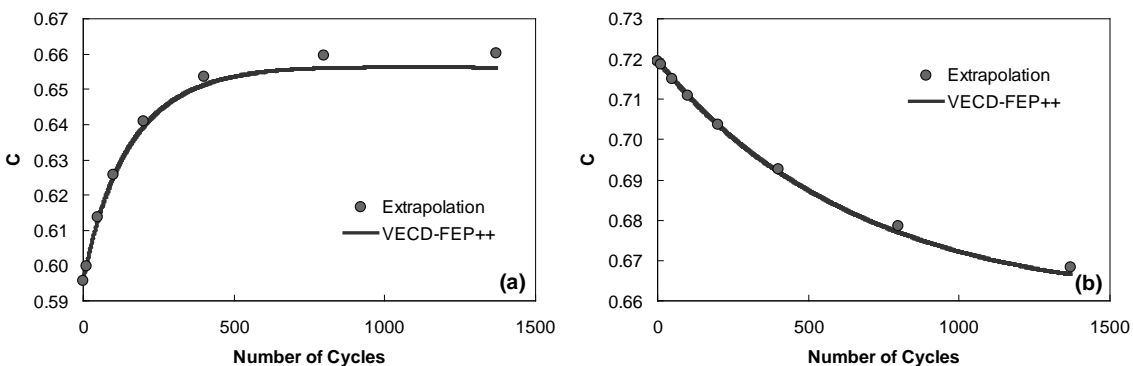 0.67
0.66
0.65
0.64
0.63
0.62
0.61
0.60
0.59
C
0 500 1000 1500
Number of Cycles
Extrapolation
VECD-FEP++
(a)
0.73
0.72
0.71
0.70
0.69
0.68
0.67
0.66
C
0 500 1000 1500
Number of Cycles
Extrapolation
VECD-FEP++
(b)